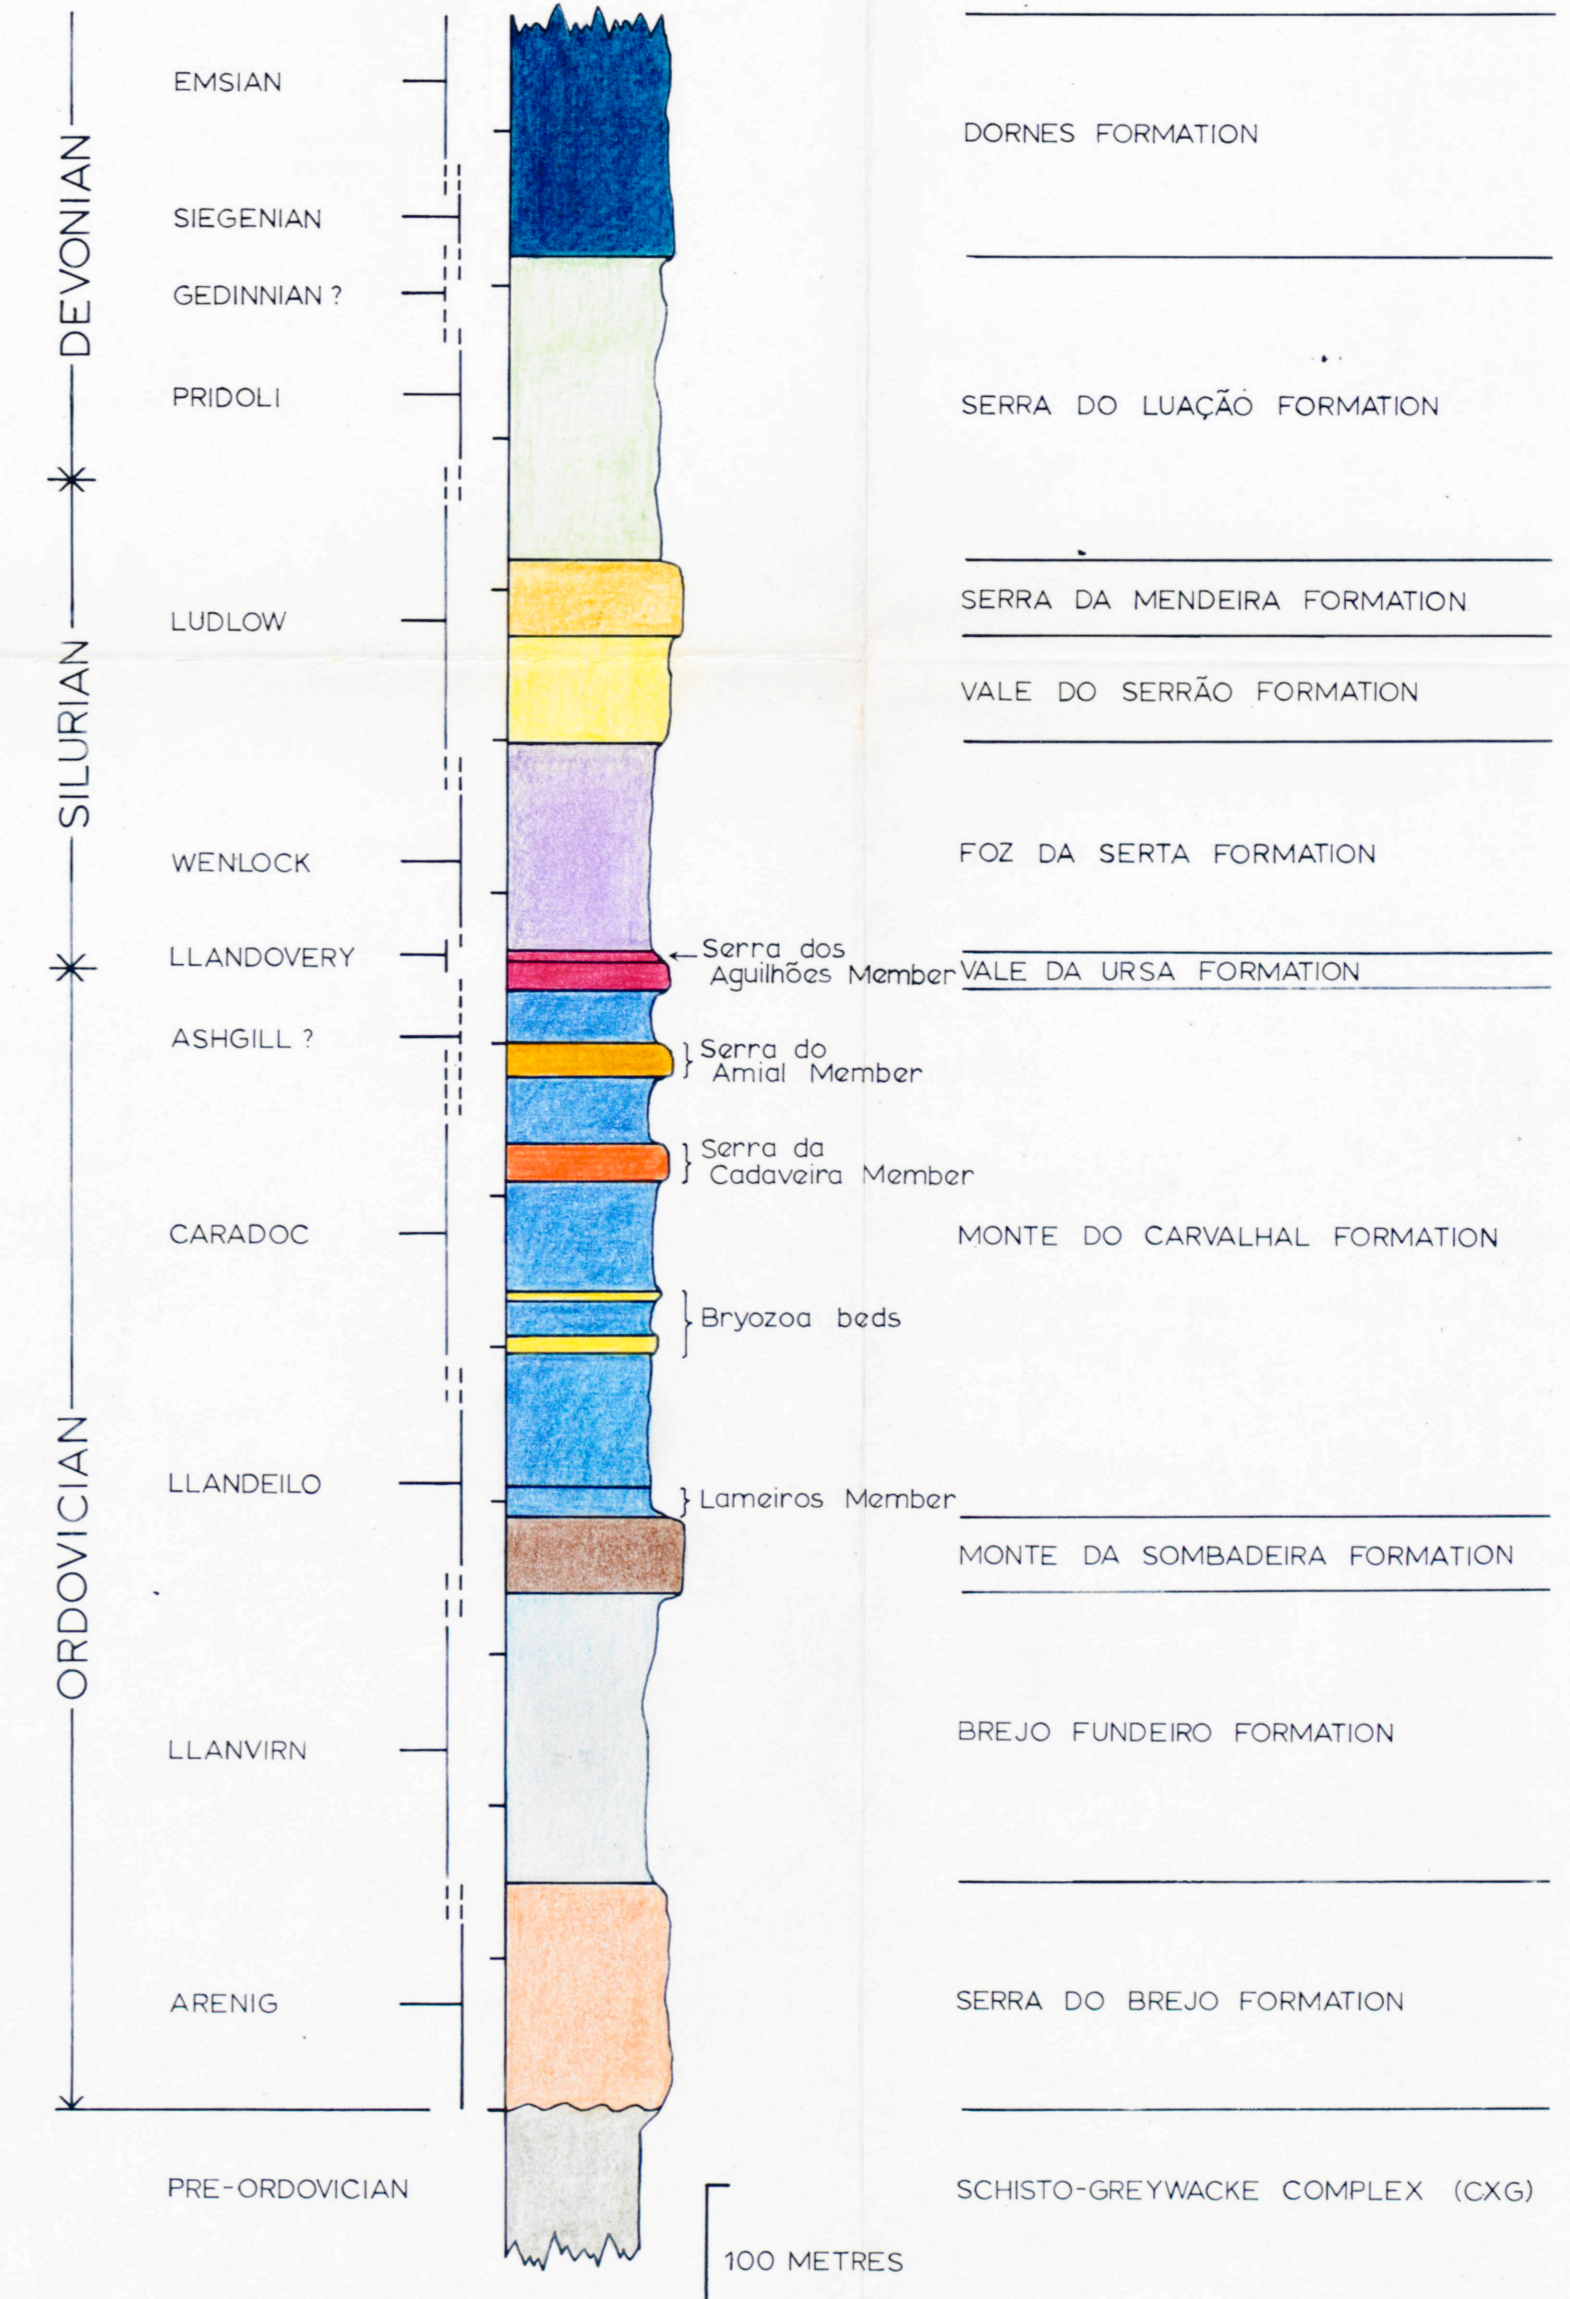 DEVONIAN
SILURIAN
ORDOVICIAN
EMSIAN
SIEGENIAN
GEDINNIAN ?
PRIDOLI
LUDLOW
WENLOCK
LLANDOVERY
ASHGILL ?
CARADOC
LLANDEILO
LLANVIRN
ARENIG
PRE-ORDOVICIAN
Serra dos
Aguilhões Member
Serra do
Amial Member
Serra da
Cadaveira Member
Bryozoa beds
Lameiros Member
100 METRES
DORNES FORMATION
SERRA DO LUAÇÃO FORMATION
SERRA DA MENDEIRA FORMATION
VALE DO SERRÃO FORMATION
FOZ DA SERTA FORMATION
VALE DA URSA FORMATION
MONTE DO CARVALHAL FORMATION
MONTE DA SOMBADEIRA FORMATION
BREJO FUNDEIRO FORMATION
SERRA DO BREJO FORMATION
SCHISTO-GREYWACKE COMPLEX (CXG)